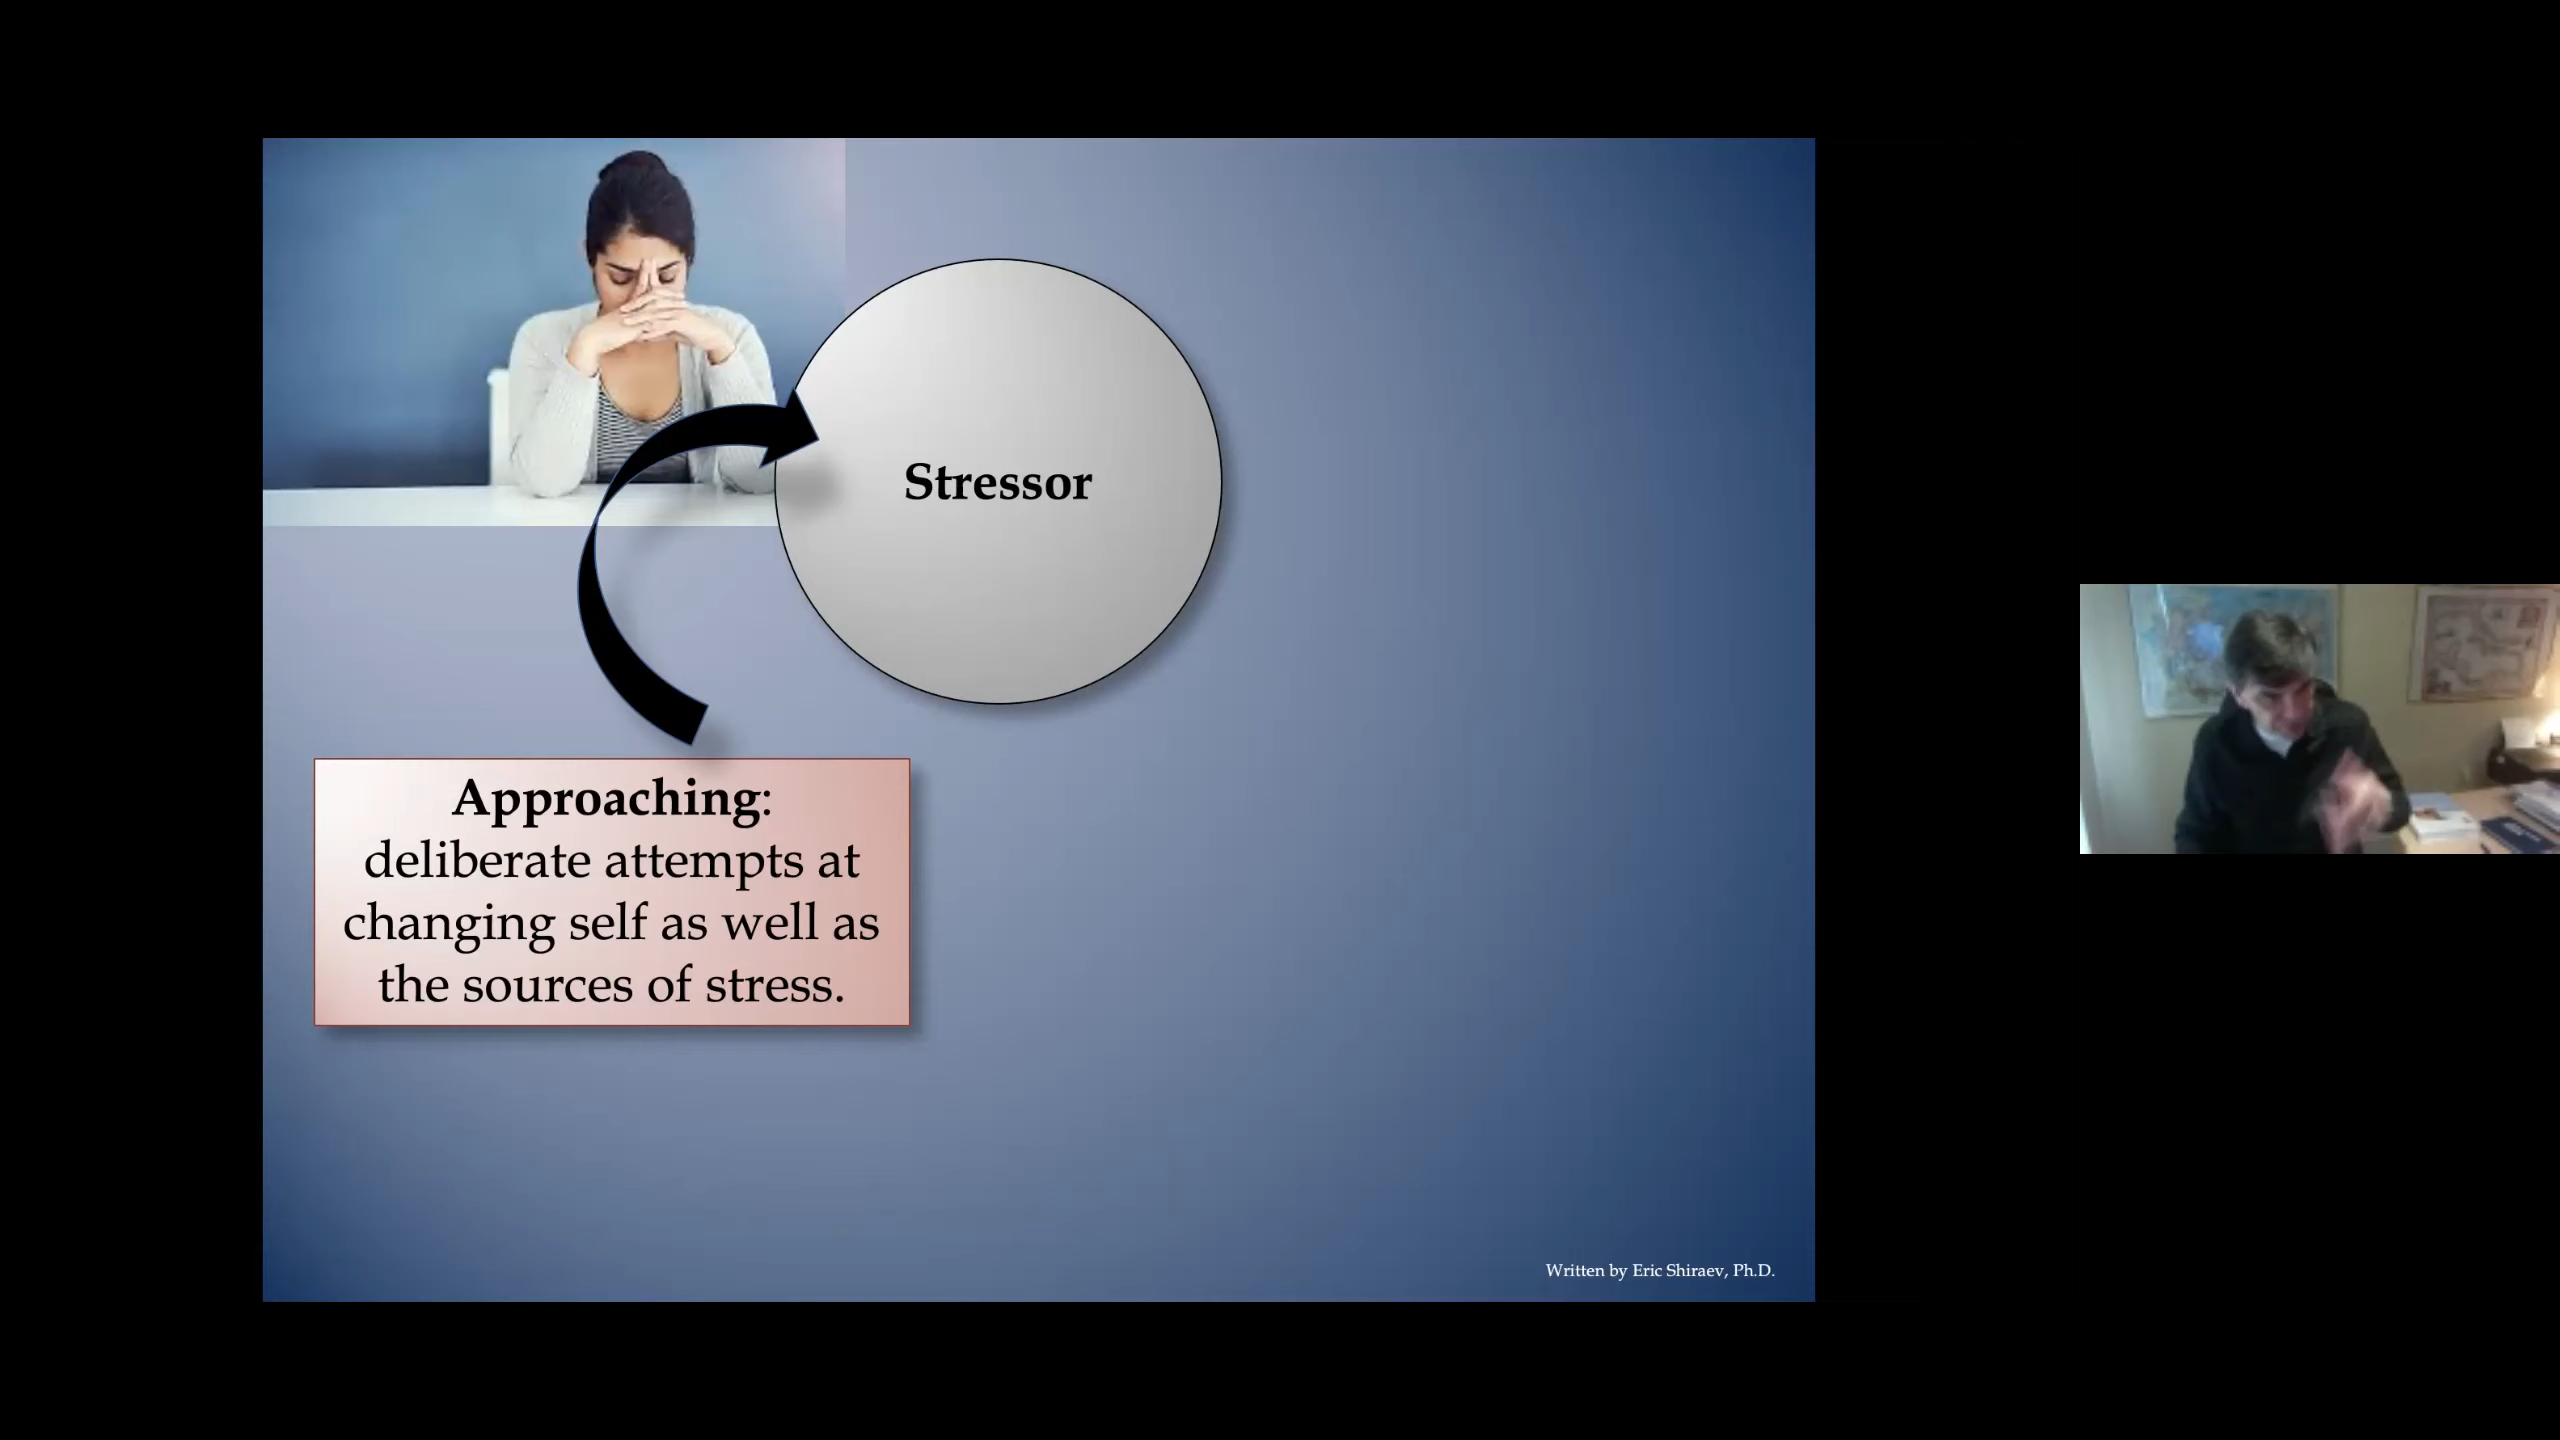 Stressor
Approaching:
deliberate attempts at
changing self as well as
the sources of stress.
Written by Eric Shiraev, Ph.D.